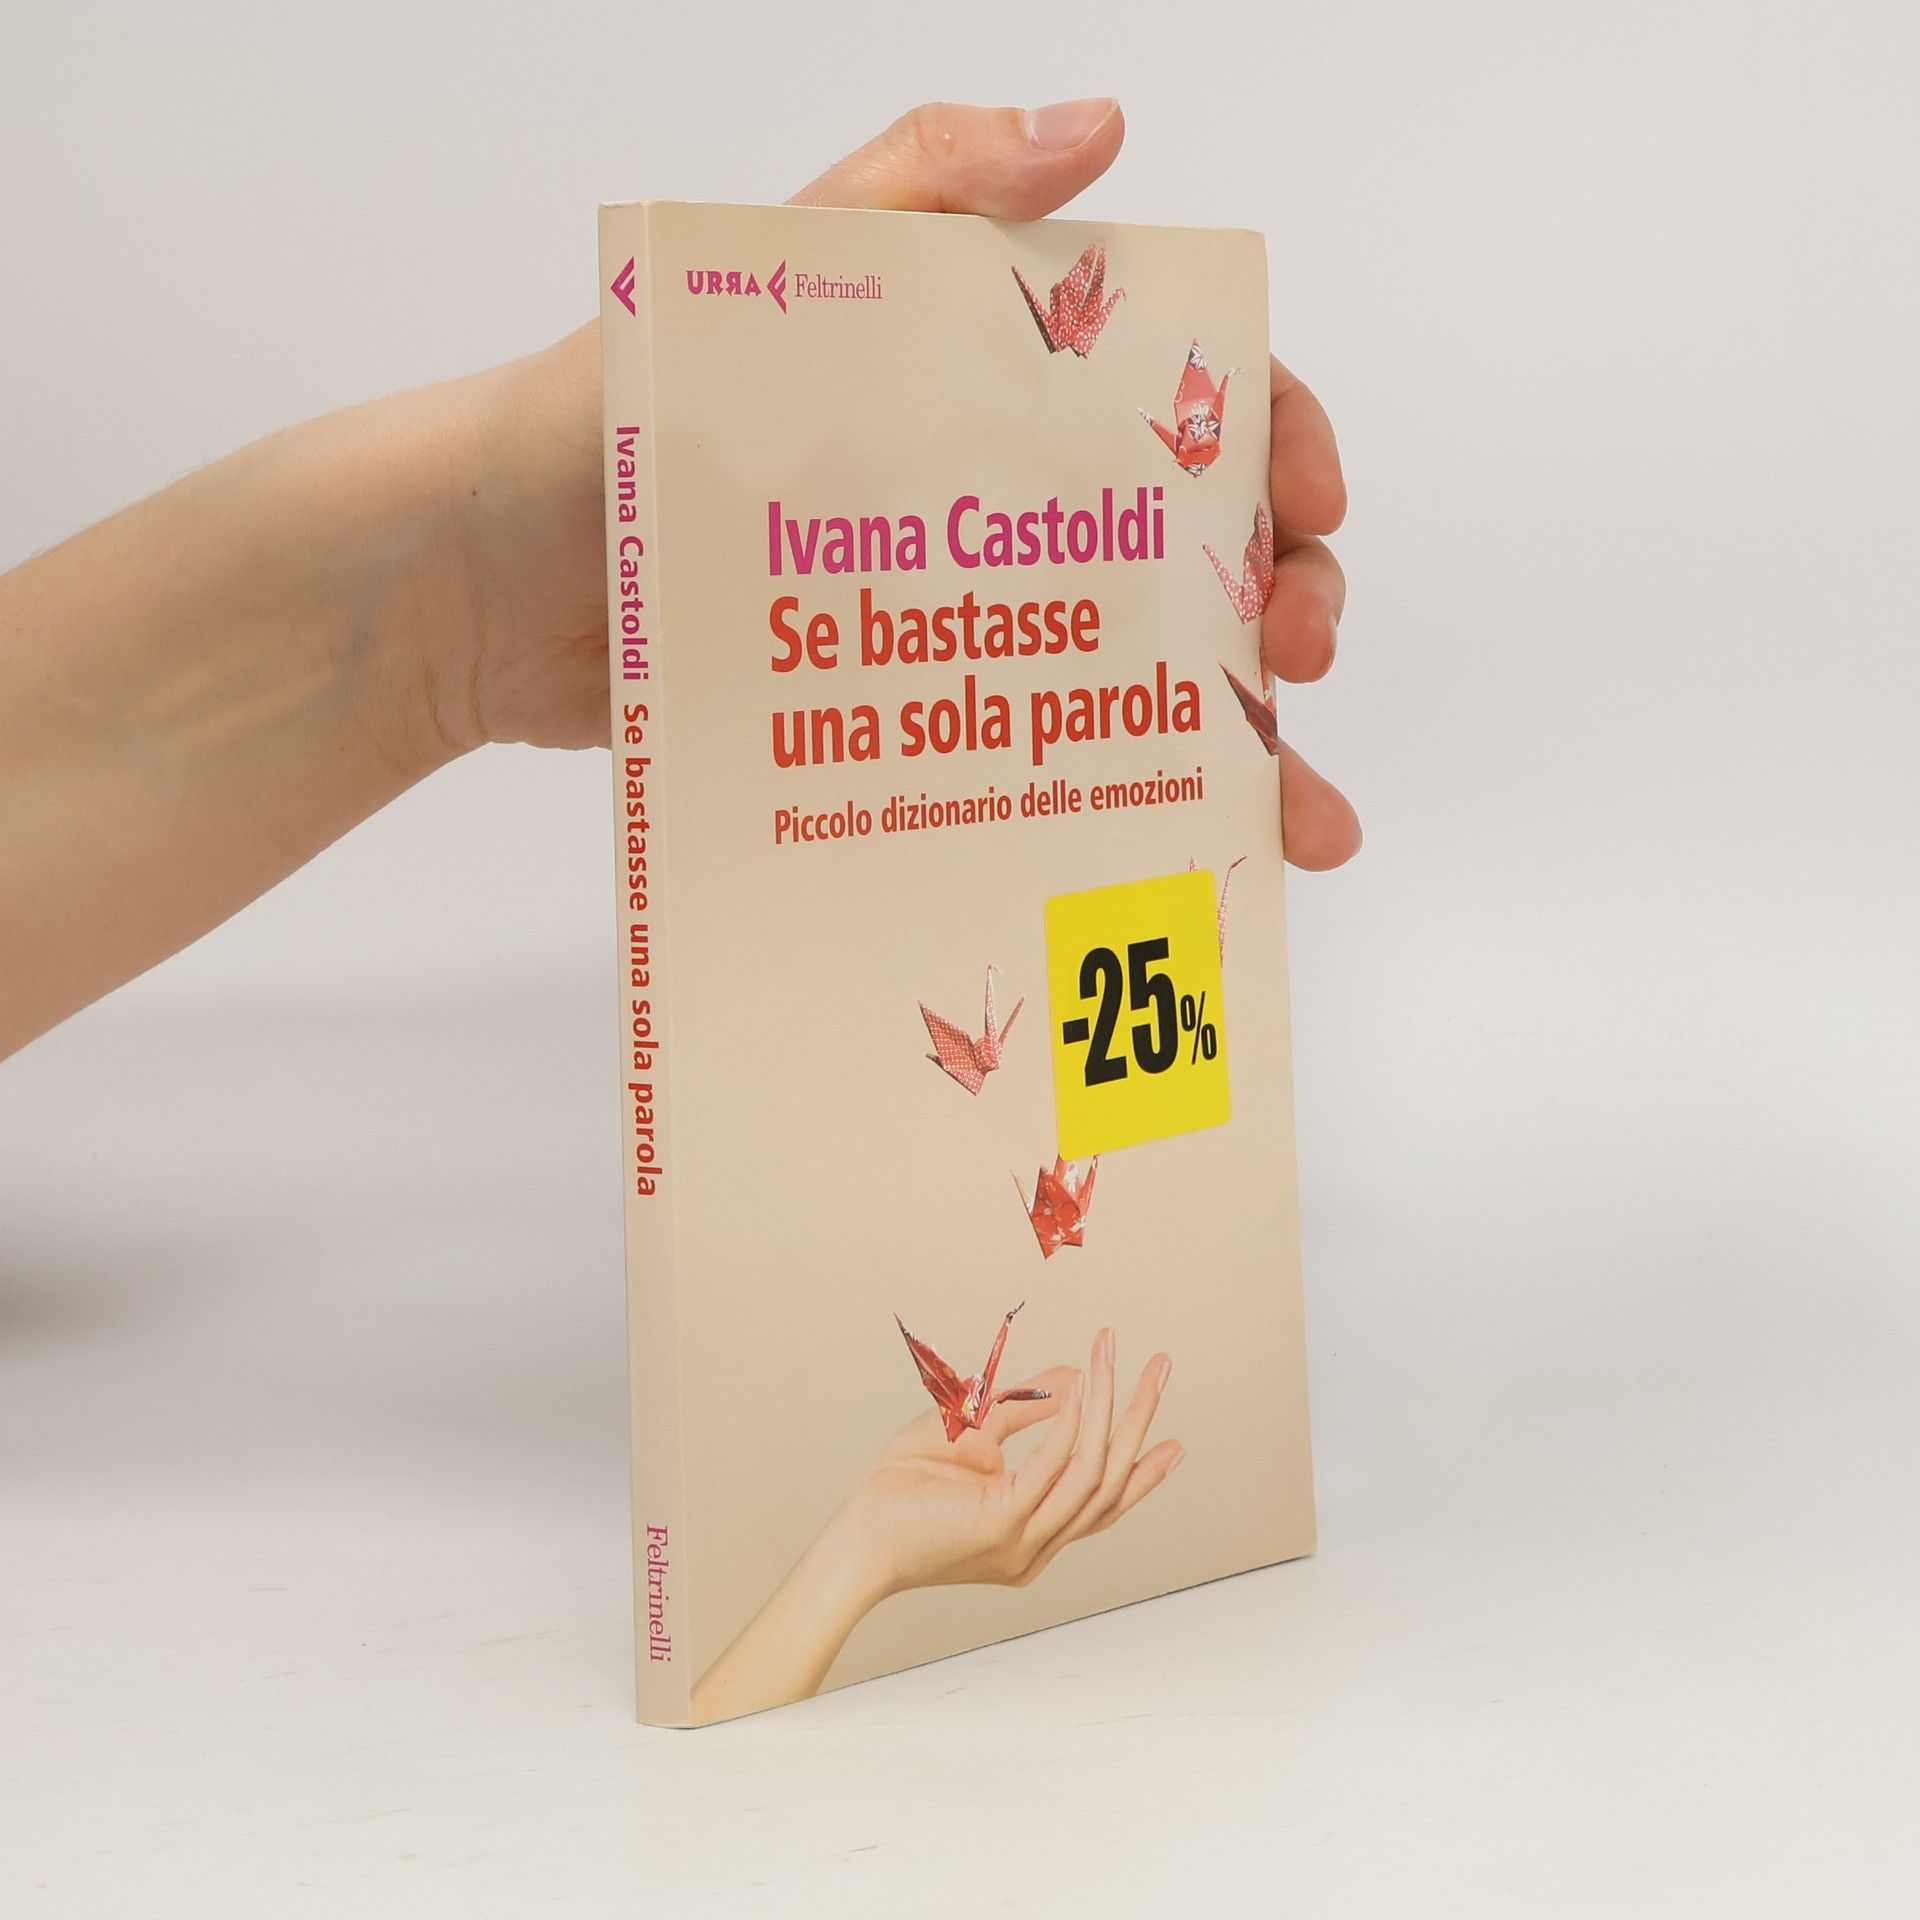 URRA Feltrinelli
Ivana Castoldi
Se bastasse
una sola parola
Piccolo dizionario delle emozioni
-25%
Ivana Castoldi Se bastasse una sola parola
Feltrinelli